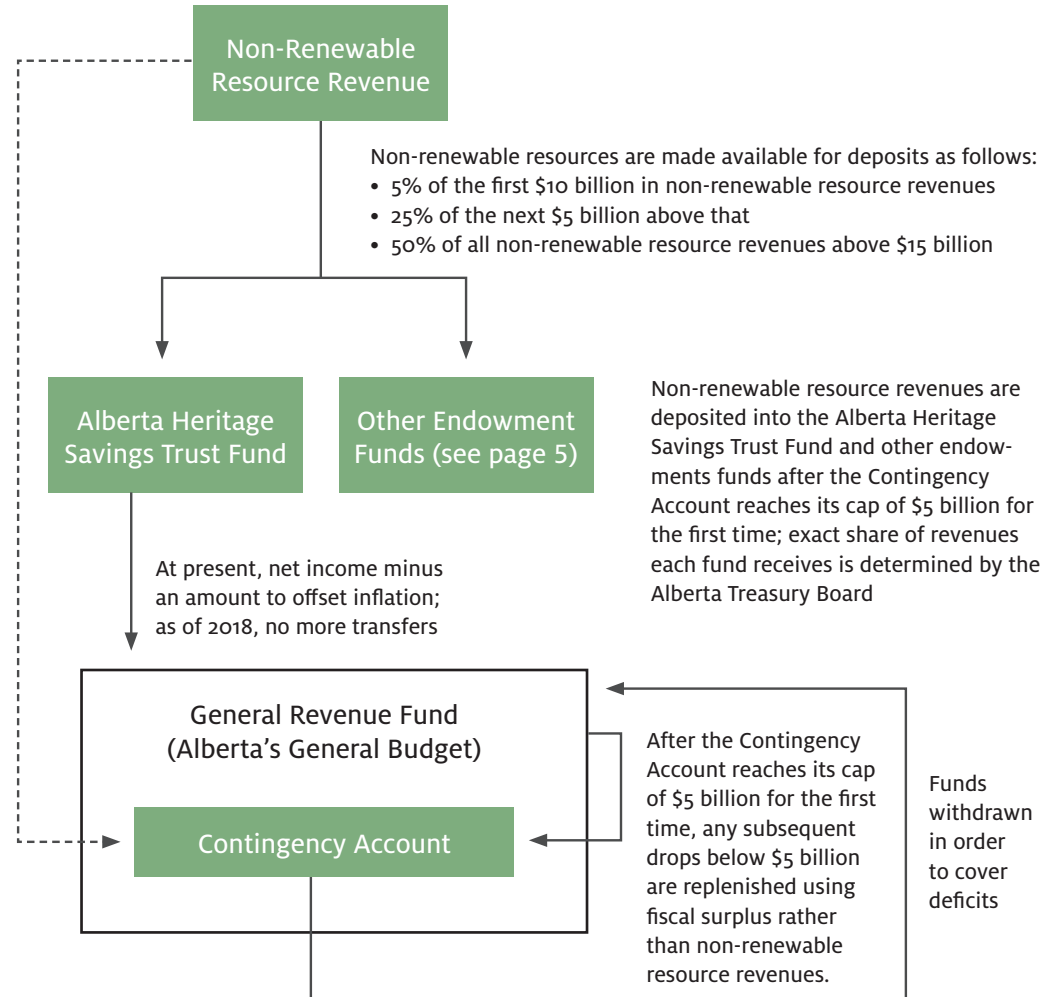 Non-Renewable
Resource Revenue
Non-renewable resources are made available for deposits as follows:
• 5% of the first $10 billion in non-renewable resource revenues
• 25% of the next $5 billion above that
• 50% of all non-renewable resource revenues above $15 billion
Alberta Heritage
Savings Trust Fund
Other Endowment
Funds (see page 5)
Non-renewable resource revenues are
deposited into the Alberta Heritage
Savings Trust Fund and other endow-
ments funds after the Contingency
Account reaches its cap of $5 billion for
the first time; exact share of revenues
each fund receives is determined by the
Alberta Treasury Board
At present, net income minus
an amount to offset inflation;
as of 2018, no more transfers
General Revenue Fund
(Alberta's General Budget)
Contingency Account
After the Contingency
Account reaches its cap
of $5 billion for the first
time, any subsequent
drops below $5 billion
are replenished using
fiscal surplus rather
than non-renewable
resource revenues.
Funds
withdrawn
in order
to cover
deficits